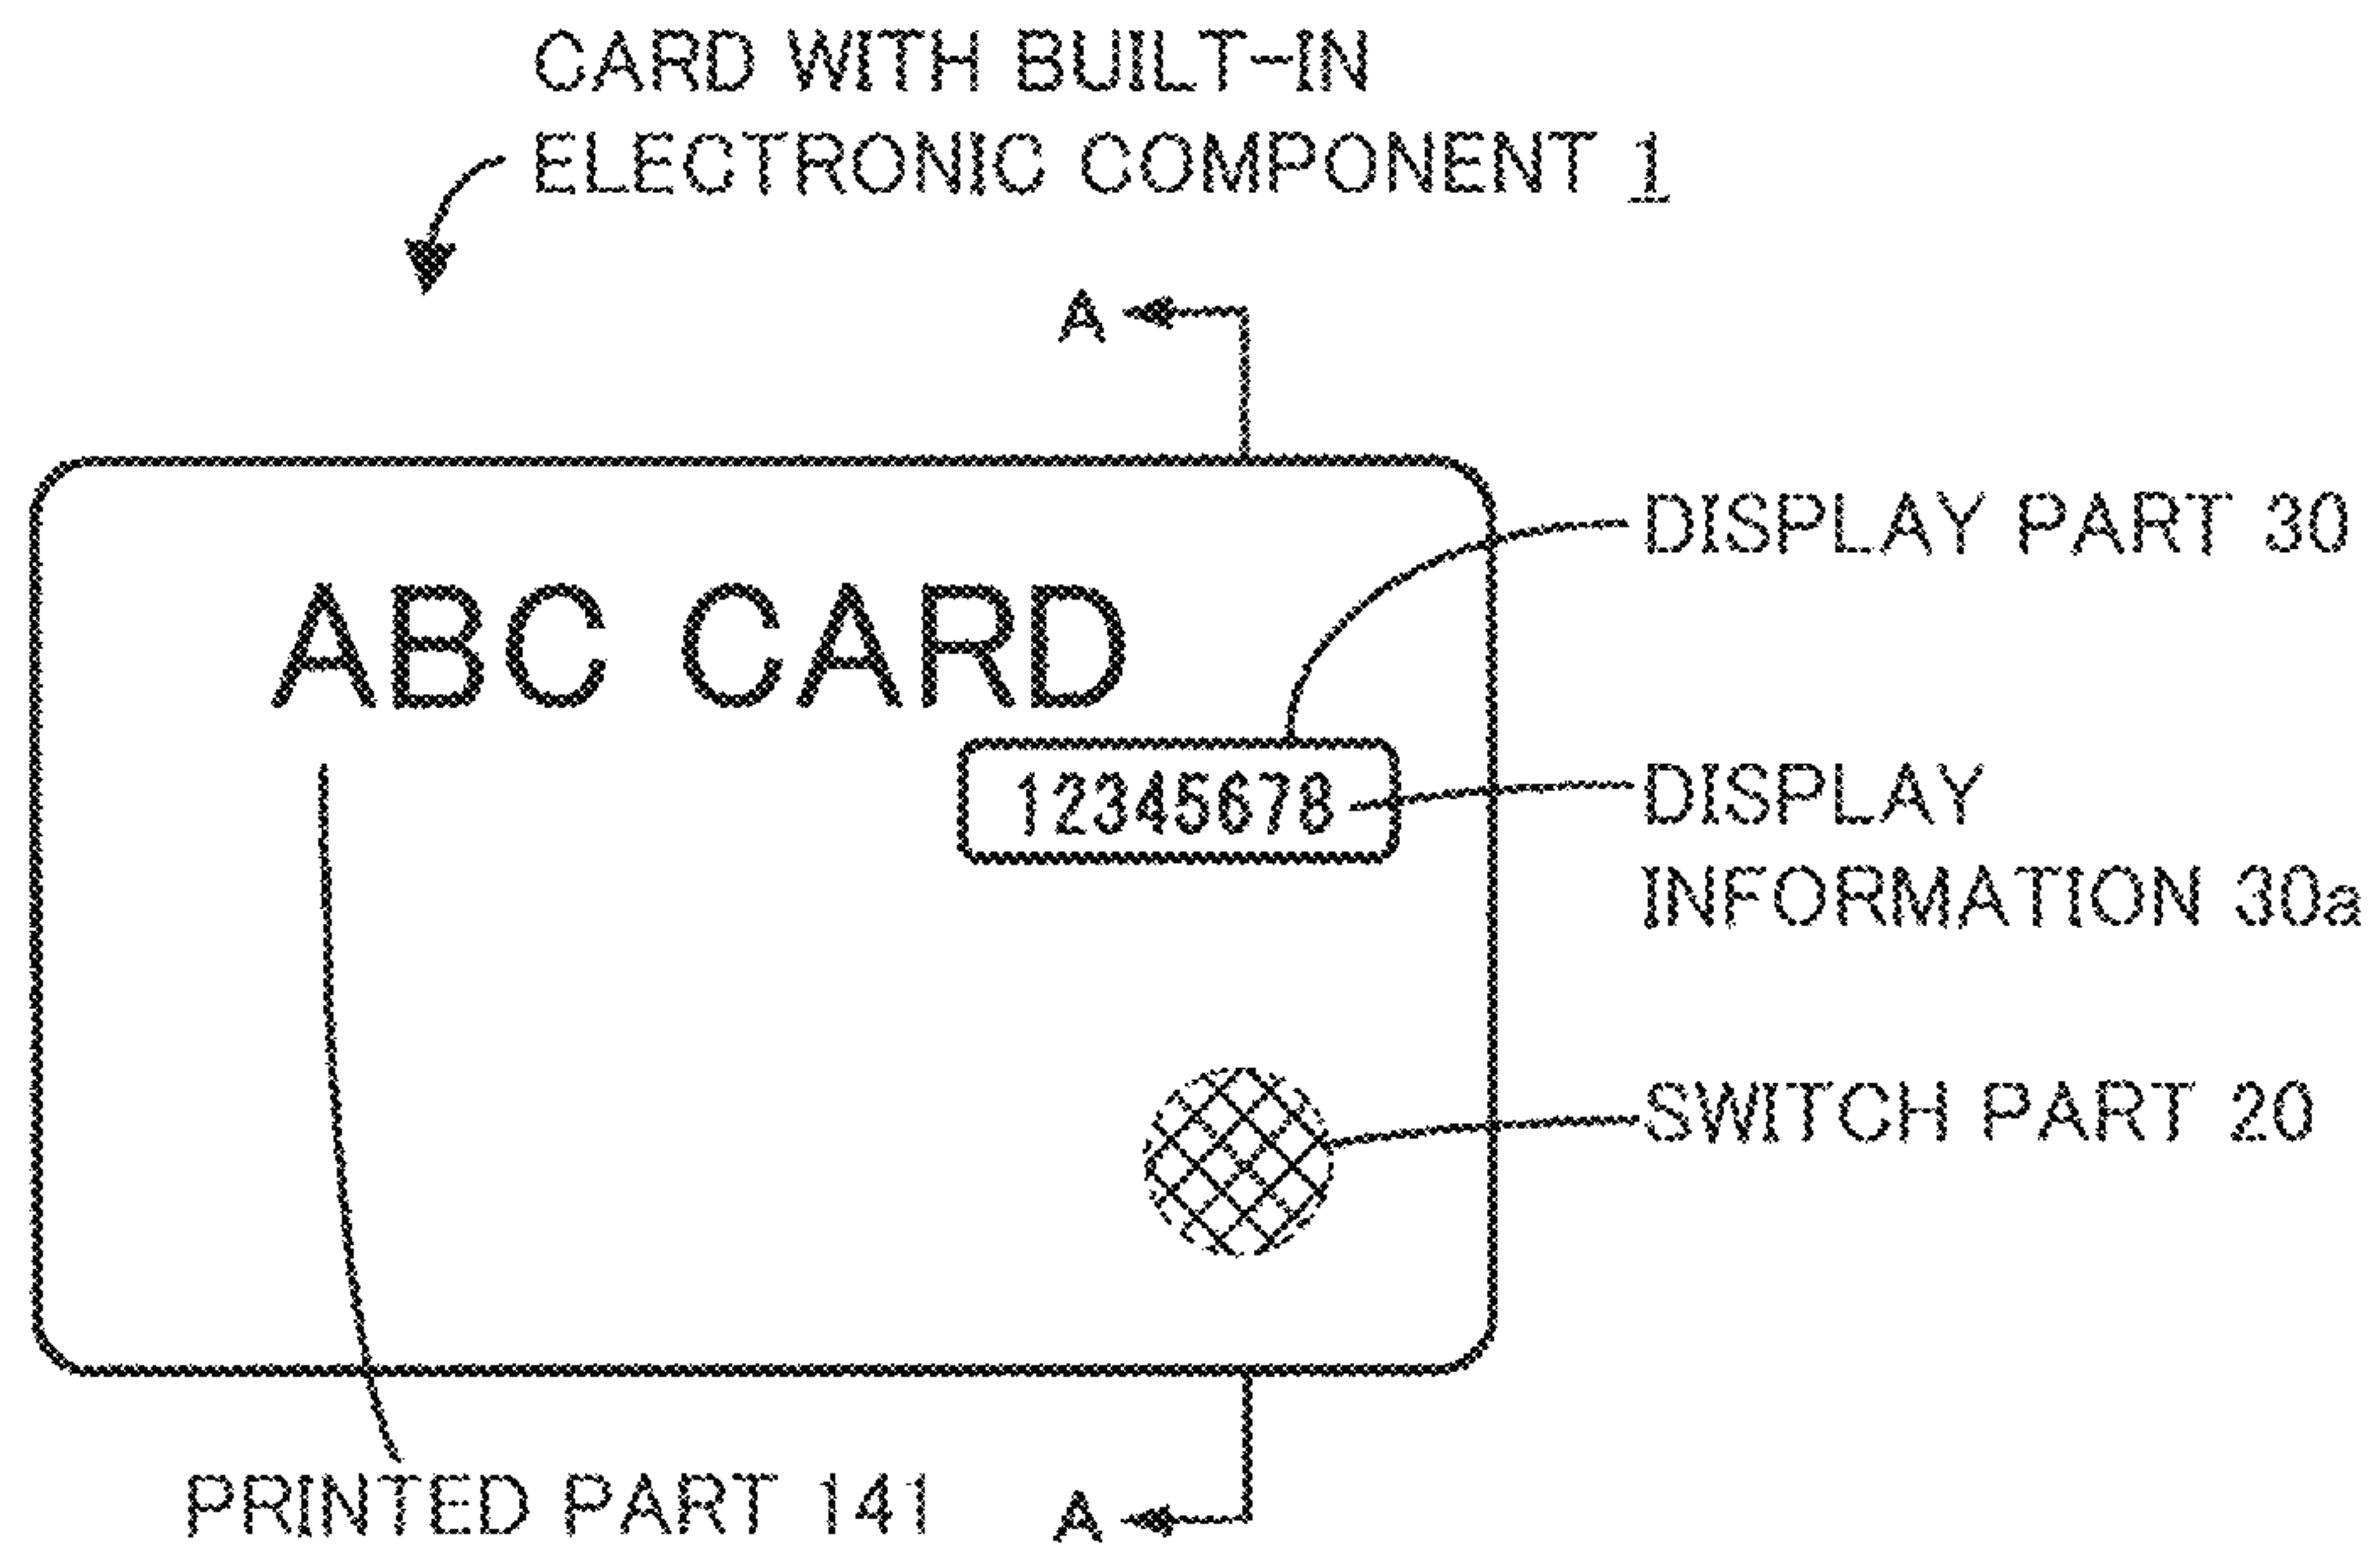 CARD WITH BUILT-IN
ELECTRONIC COMPONENT 1
A
DISPLAY PART 30
ABC CARD
12345678
DISPLAY
INFORMATION 30a
SWITCH PART 20
PRINTED PART 141
A